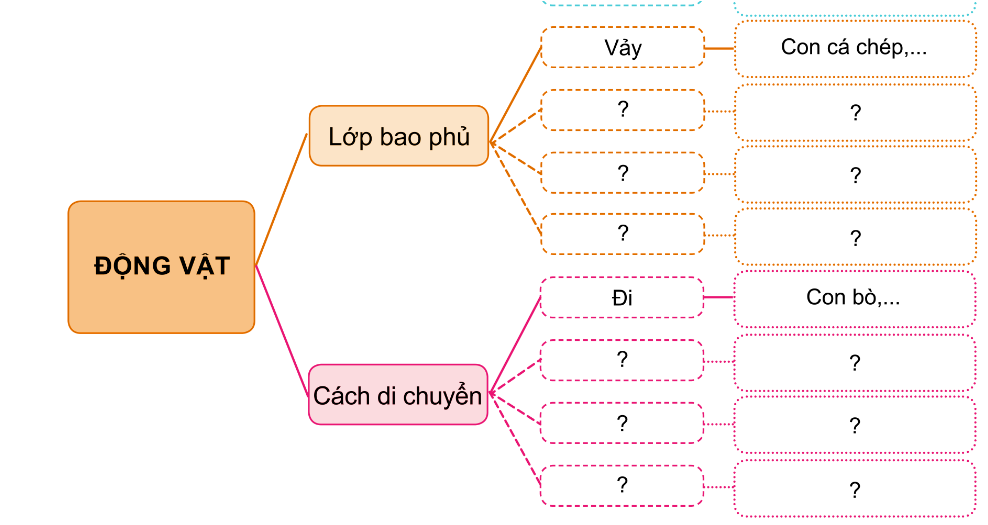 ĐỘNG VẬT
Lớp bao phủ
Vảy
Con cá chép,...
?
?
?
?
?
?
Cách di chuyển
Đi
Con bò,...
?
?
?
?
?
?